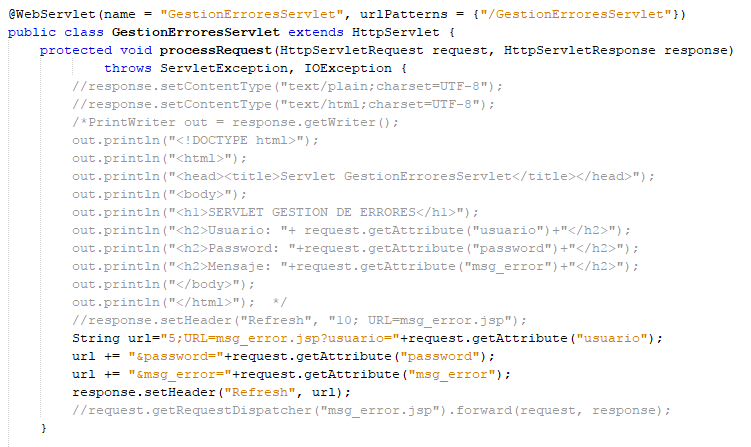 @WebServlet(name = "GestionErroresServlet", urlPatterns = {"/GestionErroresServlet"})
public class GestionErroresServlet extends HttpServlet {
    protected void processRequest(HttpServletRequest request, HttpServletResponse response)
            throws ServletException, IOException {
        //response.setContentType("text/plain;charset=UTF-8");
        //response.setContentType("text/html;charset=UTF-8");
        /*PrintWriter out = response.getWriter();
        out.println("<!DOCTYPE html>");
        out.println("<html>");
        out.println("<head><title>Servlet GestionErroresServlet</title></head>");
        out.println("<body>");
        out.println("<h1>SERVLET GESTION DE ERRORES</h1>");
        out.println("<h2>Usuario: "+ request.getAttribute("usuario")+"</h2>");
        out.println("<h2>Password: "+request.getAttribute("password")+"</h2>");
        out.println("<h2>Mensaje: "+request.getAttribute("msg_error")+"</h2>");
        out.println("</body>");
        out.println("</html>");  */
        //response.setHeader("Refresh", "10; URL=msg_error.jsp");
        String url="5;URL=msg_error.jsp?usuario="+request.getAttribute("usuario");
        url += "&password="+request.getAttribute("password");
        url += "&msg_error="+request.getAttribute("msg_error");
        response.setHeader("Refresh", url);
        //request.getRequestDispatcher("msg_error.jsp").forward(request, response);
    }